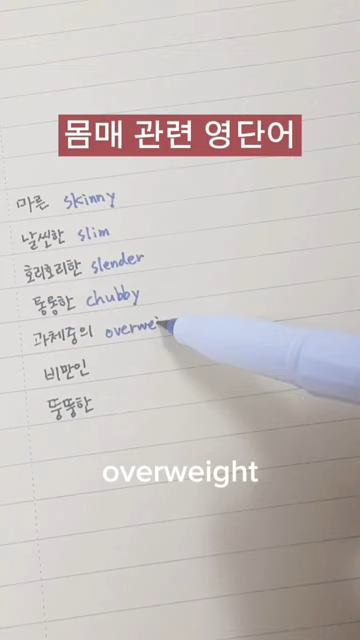 몸매 관련 영단어
마른 skinny
날씬한 slim
호리호리한 slender
통통한 chubby
과체중의 overwei
비만인
뚱뚱한
overweight